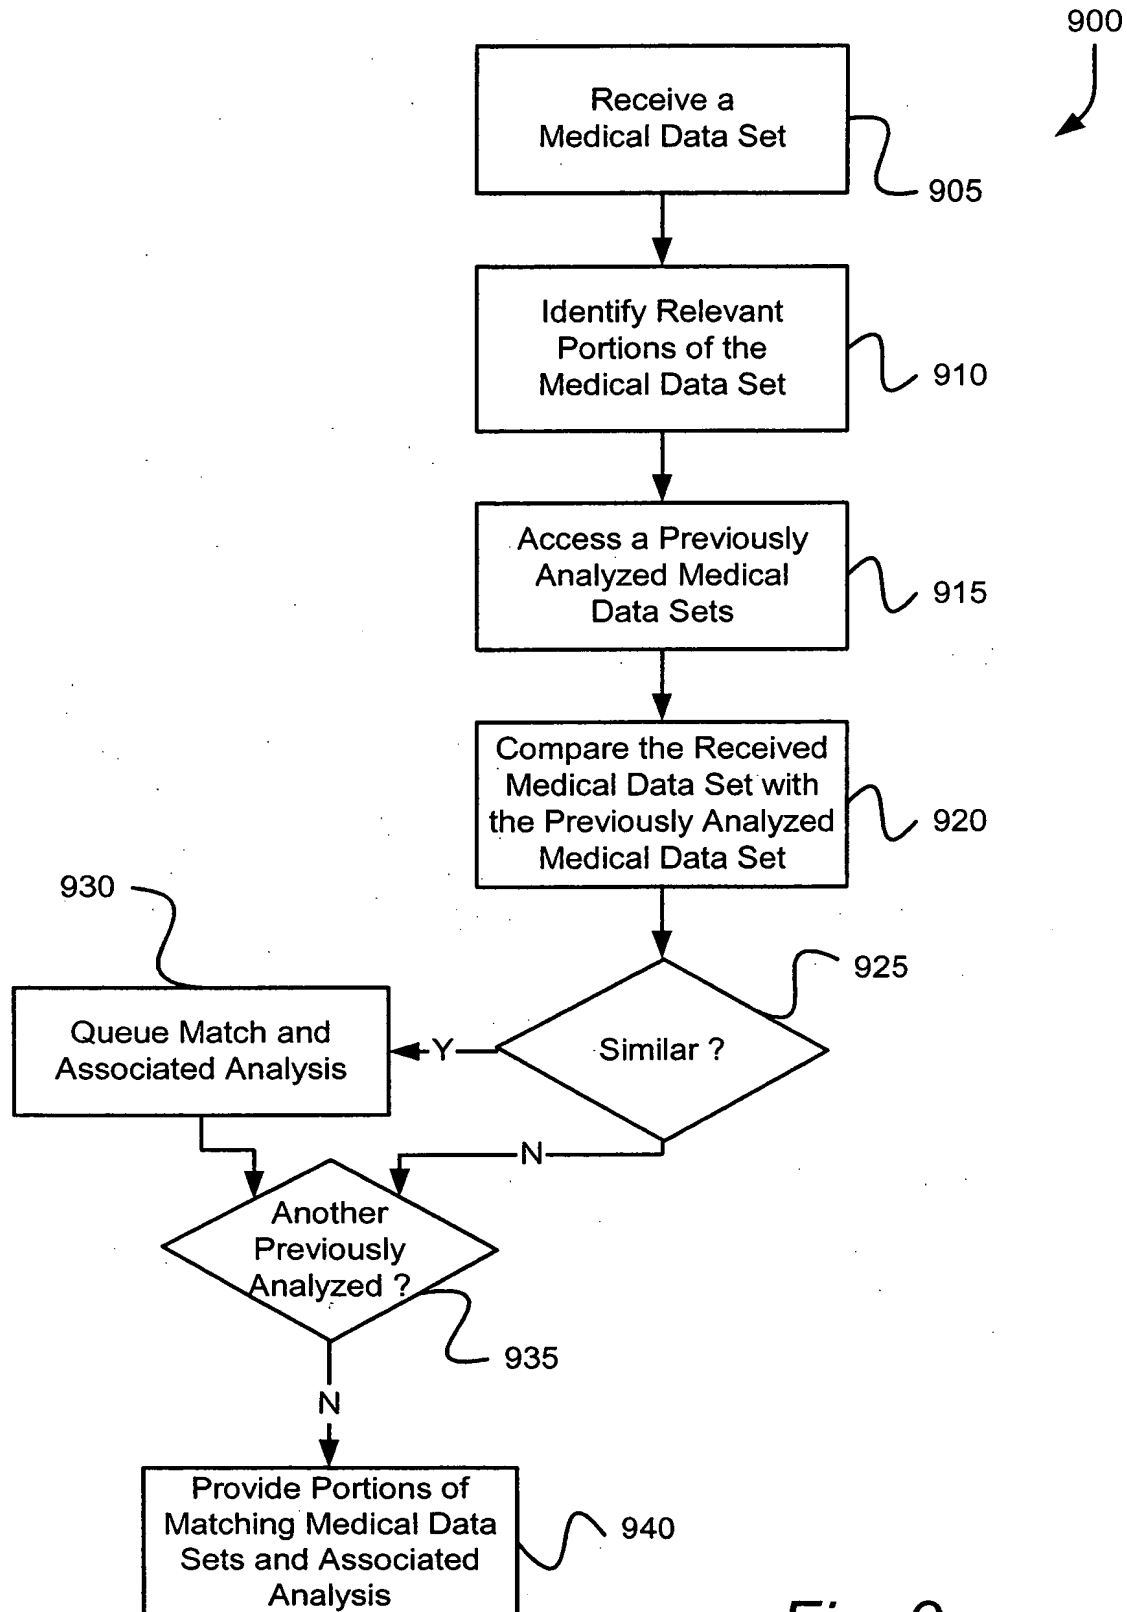 900
Receive a
Medical Data Set
905
Identify Relevant
Portions of the
Medical Data Set
910
Access a Previously
Analyzed Medical
Data Sets
915
Compare the Received
Medical Data Set with
the Previously Analyzed
Medical Data Set
920
930
925
Queue Match and
Associated Analysis
Y
Similar ?
N
Another
Previously
Analyzed ?
935
N
Provide Portions of
Matching Medical Data
Sets and Associated
Analysis
940